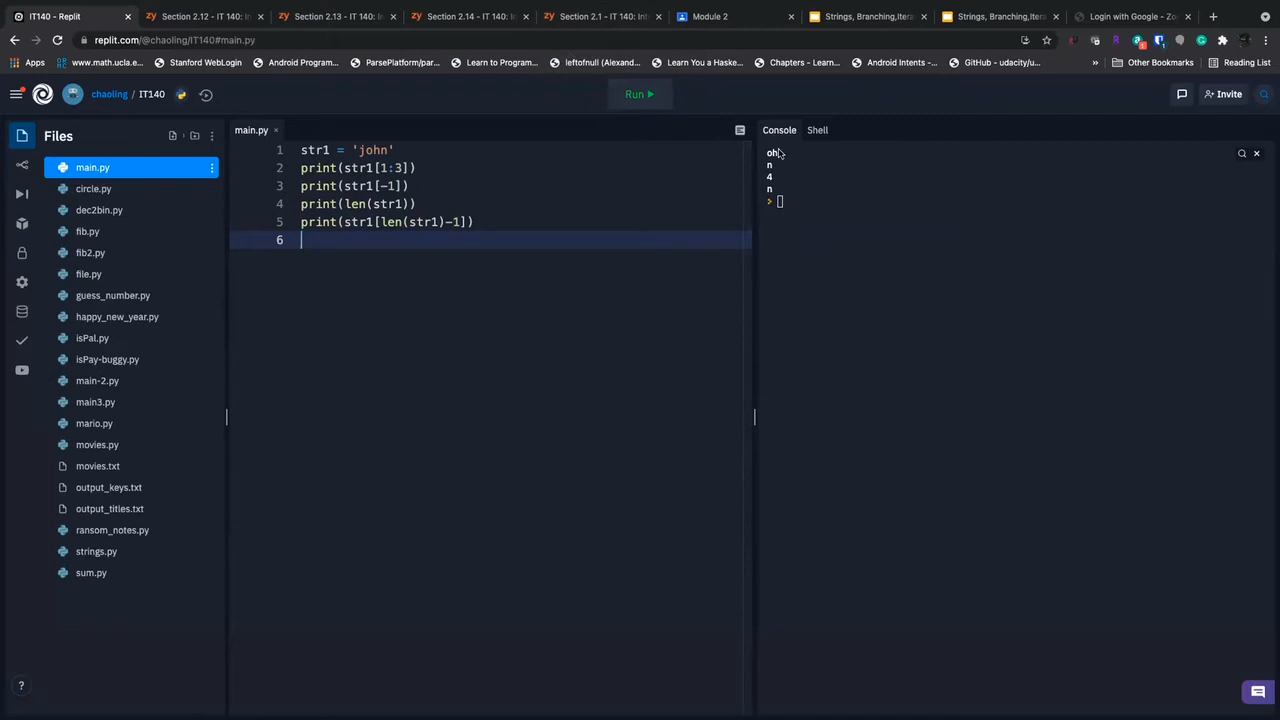 IT140 - Replit
Section 2.12 - IT 140: In
Section 2.13 - IT 140: In
Section 2.14 - IT 140: In
Section 2.1 - IT 140: Int
Module 2
Strings, Branching,Itera
Strings, Branching,Itera
Login with Google - Zo
replit.com/@chaoling/IT140#main.py
www.math.ucla.e...
Stanford WebLogin
Android Program...
ParsePlatform/par...
Learn to Program...
leftofnull (Alexand...
Learn You a Haske...
Chapters - Learn...
Android Intents -...
GitHub - udacity/u...
»
Other Bookmarks
Reading List
chaoling / IT140
Run
Invite
Files
main.py
circle.py
dec2bin.py
fib.py
fib2.py
file.py
guess_number.py
happy_new_year.py
isPal.py
isPay-buggy.py
main-2.py
main3.py
mario.py
movies.py
movies.txt
output_keys.txt
output_titles.txt
ransom_notes.py
strings.py
sum.py
main.py
1 str1 = 'john'
2 print(str1[1:3])
3 print(str1[-1])
4 print(len(str1))
5 print(str1[len(str1)-1])
6
Console
Shell
oh
n
4
n
>
?